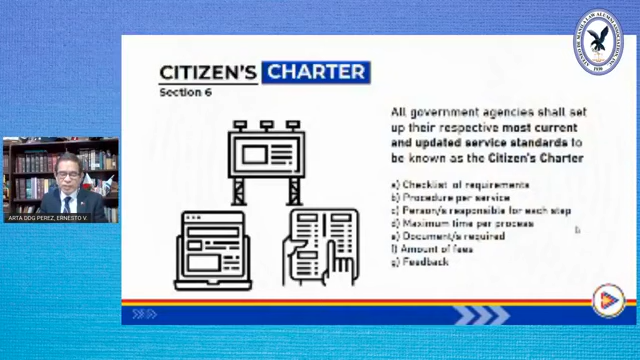 CITIZEN'S CHARTER
Section 6
All government agencies shall set
up their respective most current
and updated service standards to
be known as the Citizen's Charter
a) Checklist of requirements
b) Procedure per service
c) Person/s responsible for each step
d) Maximum time per process
e) Document/s required
f) Amount of fees
g) Feedback
ARTA DDG PEREZ, ERNESTO V.